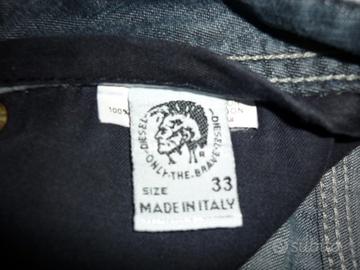 100%
DIESEL
ONLY-THE-BRAVE
DIESEL
SIZE 33
MADE IN ITALY
subito